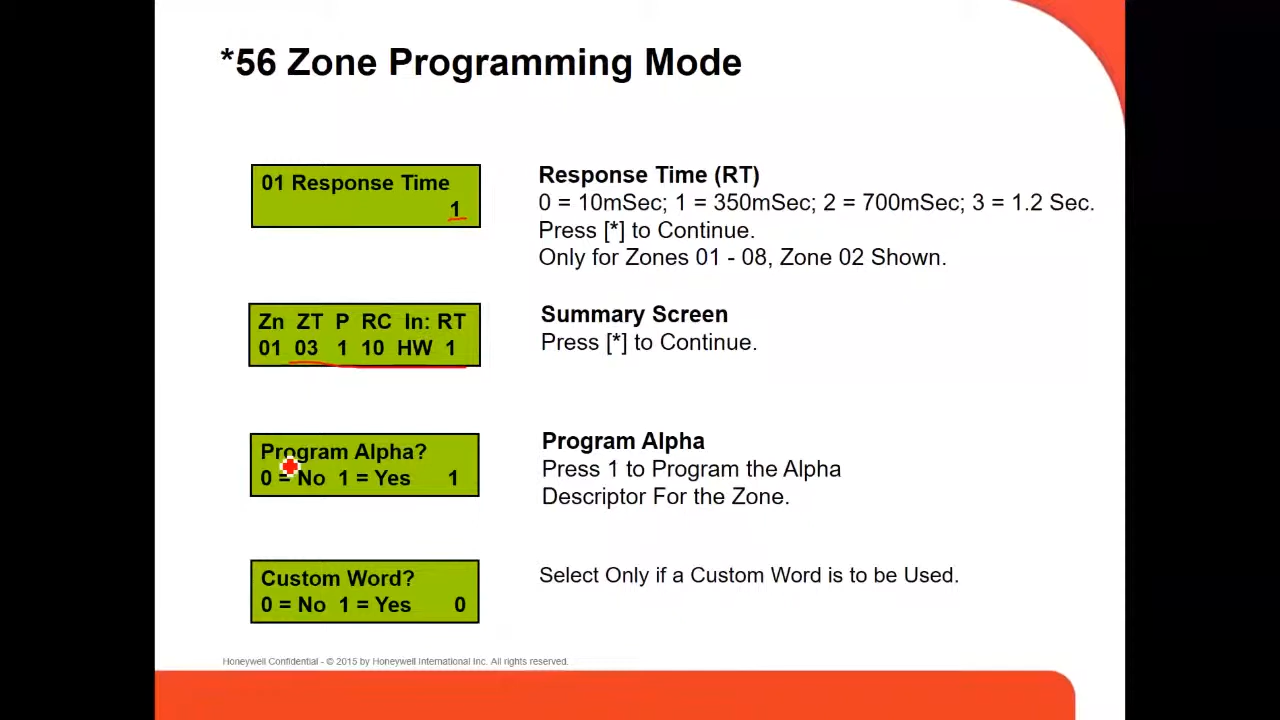 *56 Zone Programming Mode
01 Response Time
1
Response Time (RT)
0 = 10mSec; 1 = 350mSec; 2 = 700mSec; 3 = 1.2 Sec.
Press [*] to Continue.
Only for Zones 01 - 08, Zone 02 Shown.
Zn ZT P RC In: RT
01 03 1 10 HW 1
Summary Screen
Press [*] to Continue.
Program Alpha?
0 = No 1 = Yes 1
Program Alpha
Press 1 to Program the Alpha
Descriptor For the Zone.
Custom Word?
0 = No 1 = Yes 0
Select Only if a Custom Word is to be Used.
Honeywell Confidential - © 2015 by Honeywell International Inc. All rights reserved.